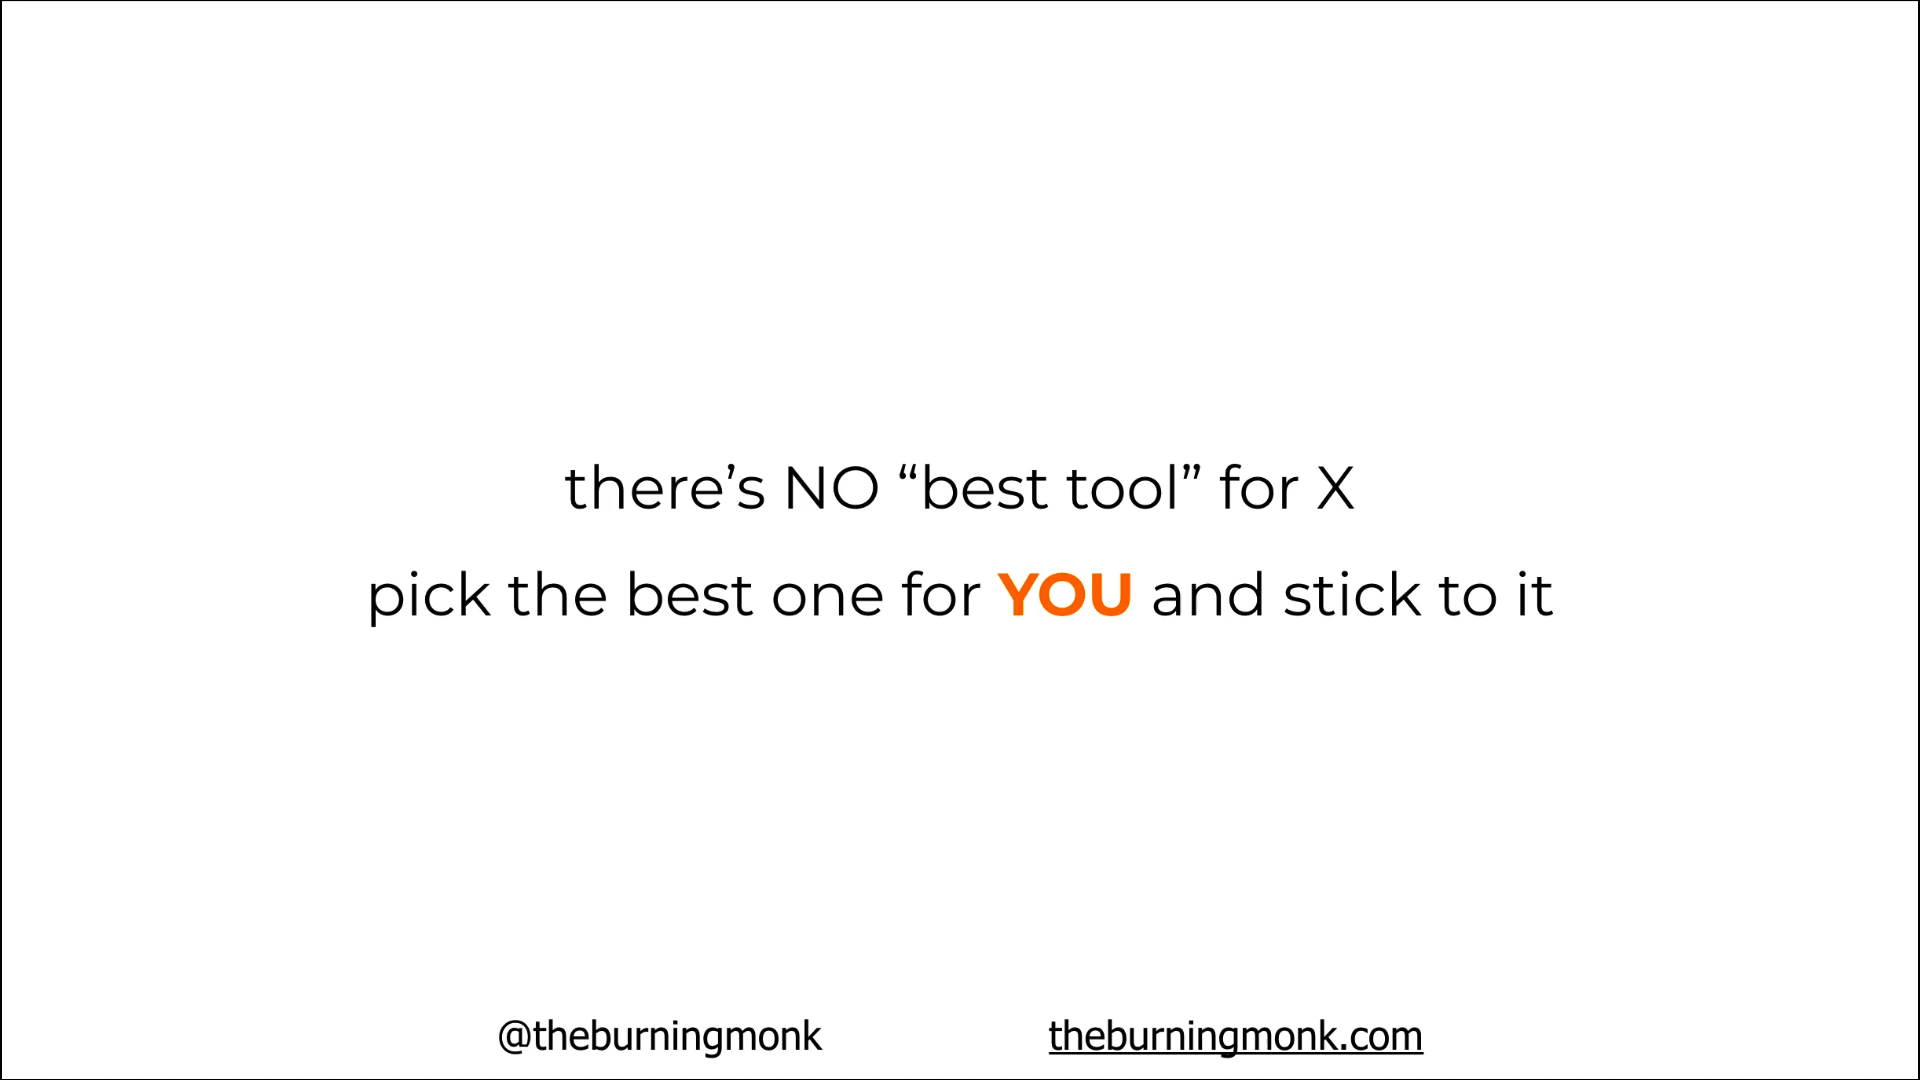 there’s NO “best tool” for X
pick the best one for YOU and stick to it
@theburningmonk theburningmonk.com